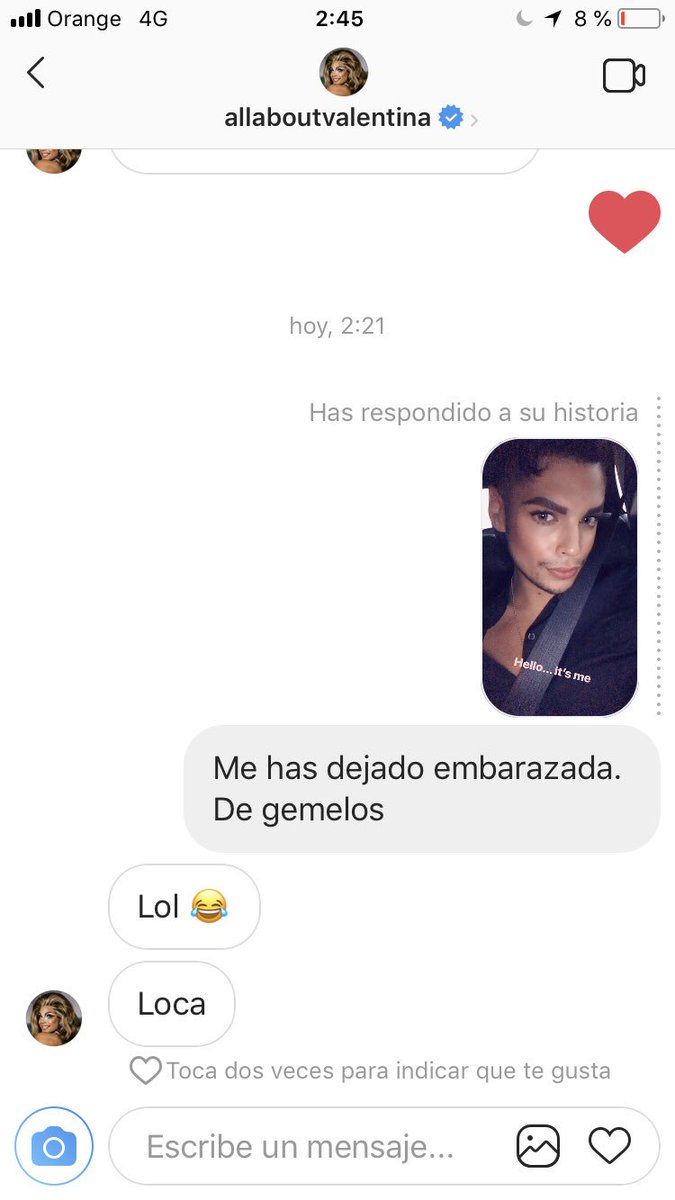 Orange 4G 2:45 8 %
allaboutvalentina
hoy, 2:21
Has respondido a su historia
Hello... it's me
Me has dejado embarazada.
De gemelos
Lol 😂
Loca
Toca dos veces para indicar que te gusta
Escribe un mensaje...